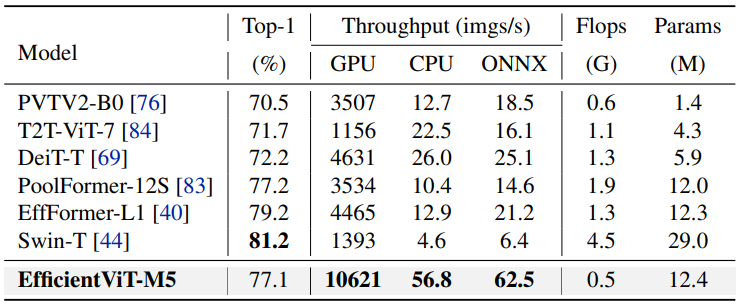 Model Top-1 Throughput (imgs/s) Flops Params
(%) GPU CPU ONNX (G) (M)
PVTV2-B0 [76] 70.5 3507 12.7 18.5 0.6 1.4
T2T-ViT-7 [84] 71.7 1156 22.5 16.1 1.1 4.3
DeiT-T [69] 72.2 4631 26.0 25.1 1.3 5.9
PoolFormer-12S [83] 77.2 3534 10.4 14.6 1.9 12.0
EffFormer-L1 [40] 79.2 4465 12.9 21.2 1.3 12.3
Swin-T [44] 81.2 1393 4.6 6.4 4.5 29.0
EfficientViT-M5 77.1 10621 56.8 62.5 0.5 12.4